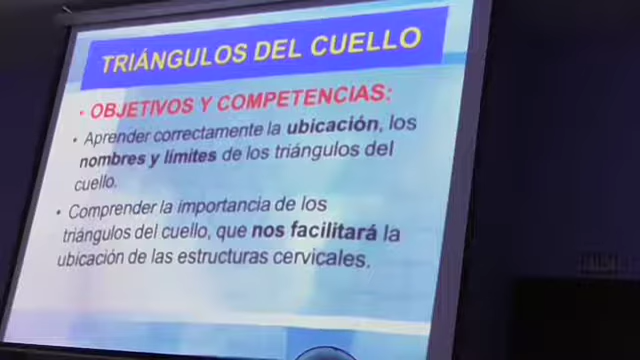 TRIÁNGULOS DEL CUELLO
• OBJETIVOS Y COMPETENCIAS:
• Aprender correctamente la ubicación, los
nombres y límites de los triángulos del
cuello.
• Comprender la importancia de los
triángulos del cuello, que nos facilitará la
ubicación de las estructuras cervicales.